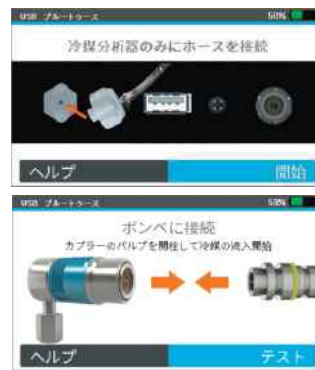 USB ブルートゥース 50%
冷媒分析器のみにホースを接続
ヘルプ 開始
USB ブルートゥース 50%
ボンベに接続
カプラーのバルブを開栓して冷媒の流入開始
ヘルプ テスト